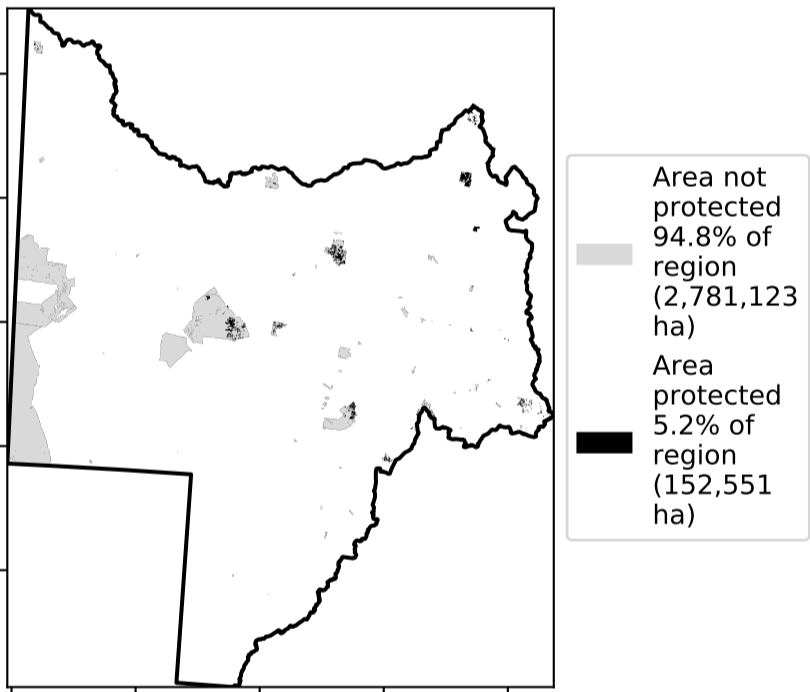 Area not
protected
94.8% of
region
(2,781,123
ha)
Area
protected
5.2% of
region
(152,551
ha)